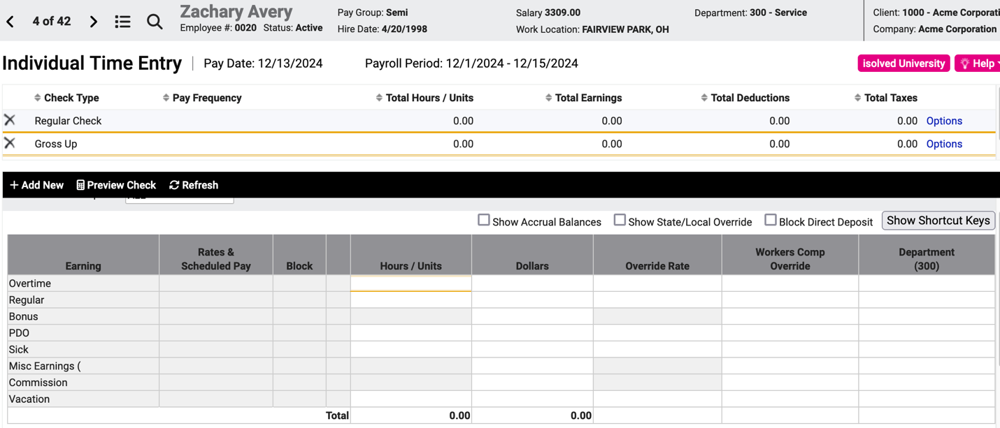 4 of 42
Zachary Avery
Employee #: 0020 Status: Active
Pay Group: Semi
Hire Date: 4/20/1998
Salary 3309.00
Work Location: FAIRVIEW PARK, OH
Department: 300 - Service
Client: 1000 - Acme Corporati
Company: Acme Corporation
Individual Time Entry
Pay Date: 12/13/2024
Payroll Period: 12/1/2024 - 12/15/2024
isolved University
Help
Check Type Pay Frequency Total Hours / Units Total Earnings Total Deductions Total Taxes
Regular Check 0.00 0.00 0.00 0.00 Options
Gross Up 0.00 0.00 0.00 0.00 Options
+ Add New Preview Check Refresh
Show Accrual Balances Show State/Local Override Block Direct Deposit Show Shortcut Keys
Earning
Rates &
Scheduled Pay
Block
Hours / Units
Dollars
Override Rate
Workers Comp
Override
Department
(300)
Overtime
Regular
Bonus
PDO
Sick
Misc Earnings (
Commission
Vacation
Total 0.00 0.00